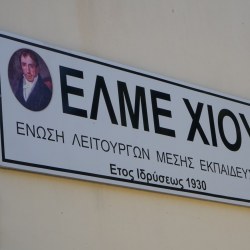 ΕΛΜΕ ΧΙΟΥ
ΕΝΩΣΗ ΛΕΙΤΟΥΡΓΩΝ ΜΕΣΗΣ ΕΚΠΑΙΔΕΥ
Ετος Ιδρύσεως 1930